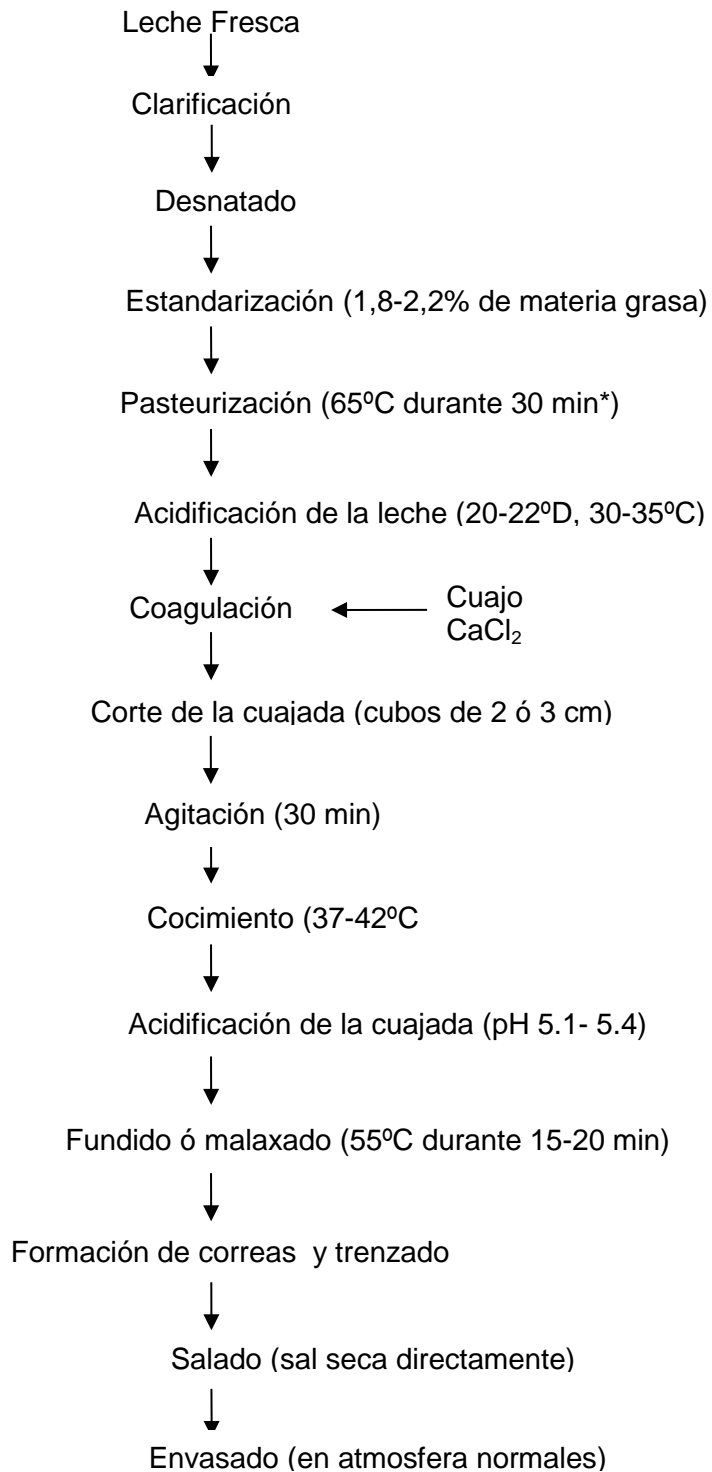 Leche Fresca
Clarificación
Desnatado
Estandarización (1,8-2,2% de materia grasa)
Pasteurización (65ºC durante 30 min*)
Acidificación de la leche (20-22ºD, 30-35ºC)
Coagulación
Cuajo
CaCl₂
Corte de la cuajada (cubos de 2 ó 3 cm)
Agitación (30 min)
Cocimiento (37-42ºC
Acidificación de la cuajada (pH 5.1- 5.4)
Fundido ó malaxado (55ºC durante 15-20 min)
Formación de correas  y trenzado
Salado (sal seca directamente)
Envasado (en atmosfera normales)